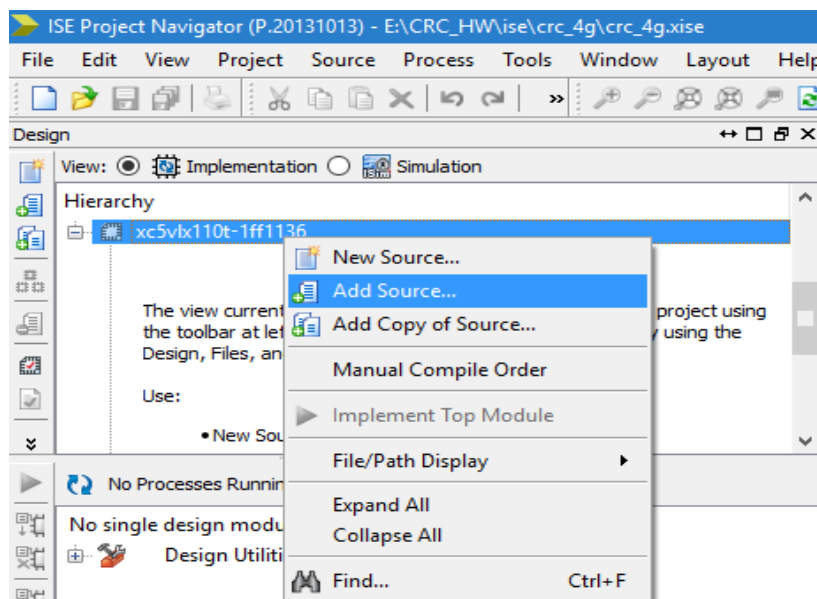 ISE Project Navigator (P.20131013) - E:\CRC_HW\ise\crc_4g\crc_4g.xise
File Edit View Project Source Process Tools Window Layout Help
Design
View: Implementation Simulation
Hierarchy
xc5vlx110t-1ff1136
New Source...
Add Source...
The view current project using
Add Copy of Source...
the toolbar at lef y using the
Design, Files, an
Manual Compile Order
Use:
Implement Top Module
• New Sou
File/Path Display
No Processes Runnin
Expand All
No single design modu
Collapse All
Design Utiliti
Find... Ctrl+F